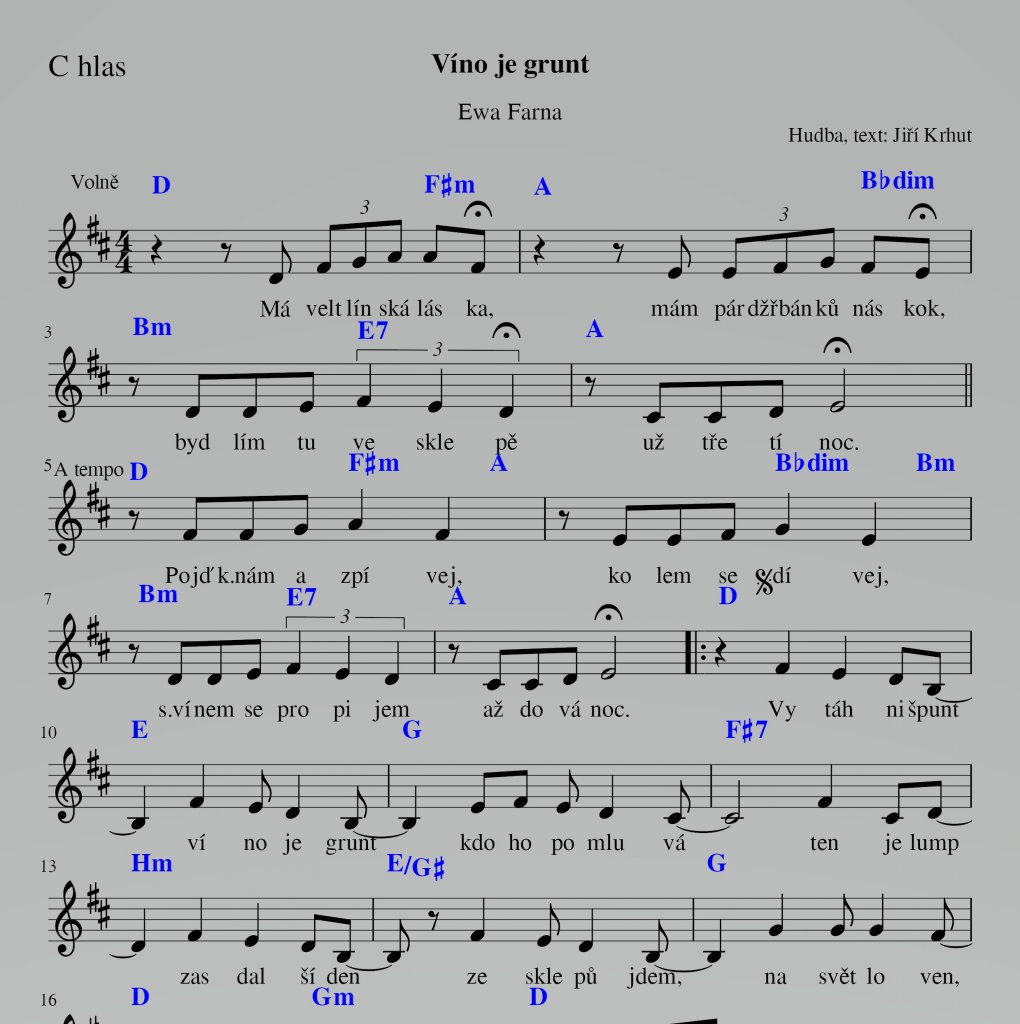 C hlas
Víno je grunt
Ewa Farna
Hudba, text: Jiří Krhut
Volně
D F♯m A B♭dim
3 3
4 4
Má velt lín ská lás ka, mám pár džřbán ků nás kok,
3 Bm E7 A
3
byd lím tu ve skle pě už tře tí noc.
5 A tempo D F♯m A B♭dim Bm
Pojď k.nám a zpí vej, ko lem se dí vej,
7 Bm E7 A D
3
s.ví nem se pro pi jem až do vá noc. Vy táh ni špunt
10 E G F♯7
ví no je grunt kdo ho po mlu vá ten je lump
13 Hm E/G♯ G
zas dal ší den ze skle pů jdem, na svět lo ven,
16 D Gm D